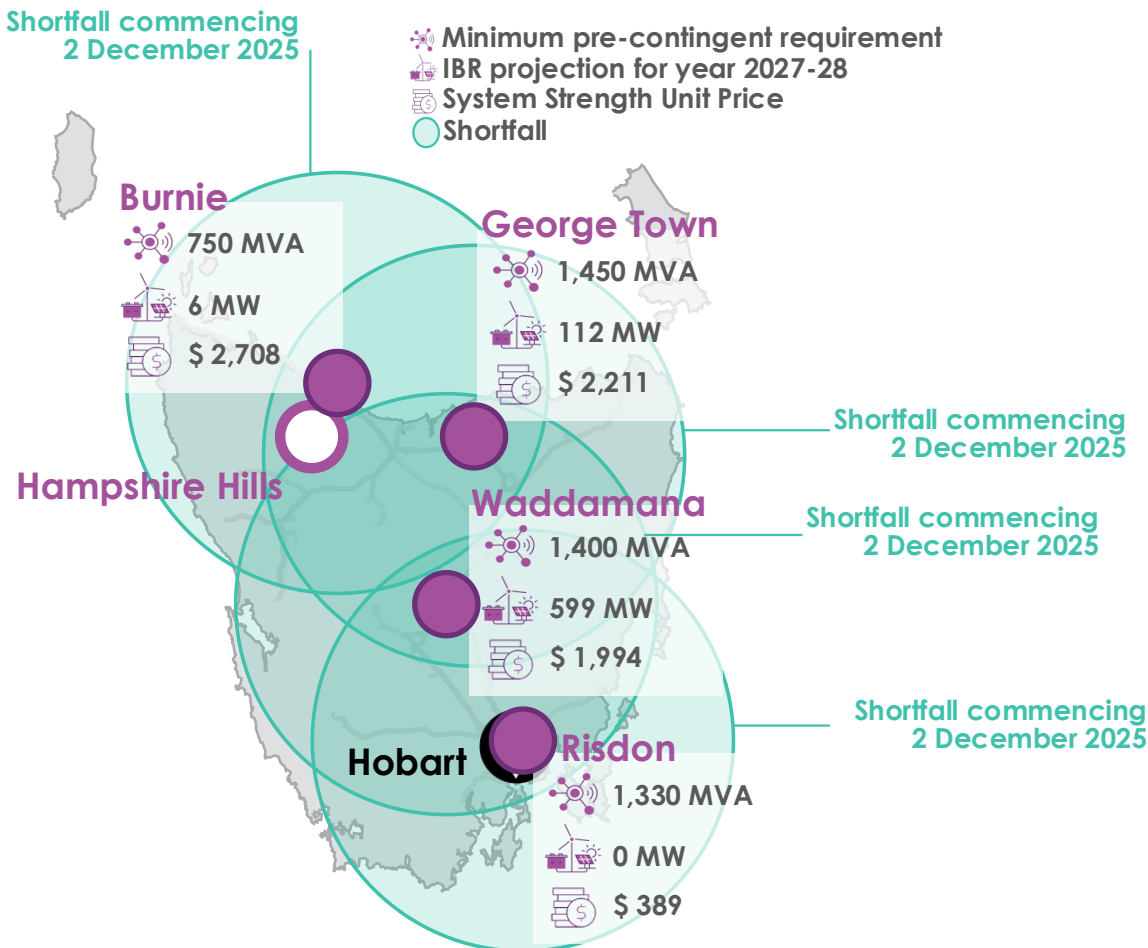 Shortfall commencing
2 December 2025
Minimum pre-contingent requirement
IBR projection for year 2027-28
System Strength Unit Price
Shortfall
Burnie
750 MVA
6 MW
$ 2,708
George Town
1,450 MVA
112 MW
$ 2,211
Shortfall commencing
2 December 2025
Hampshire Hills
Waddamana
1,400 MVA
599 MW
$ 1,994
Shortfall commencing
2 December 2025
Shortfall commencing
2 December 2025
Hobart
Risdon
1,330 MVA
0 MW
$ 389